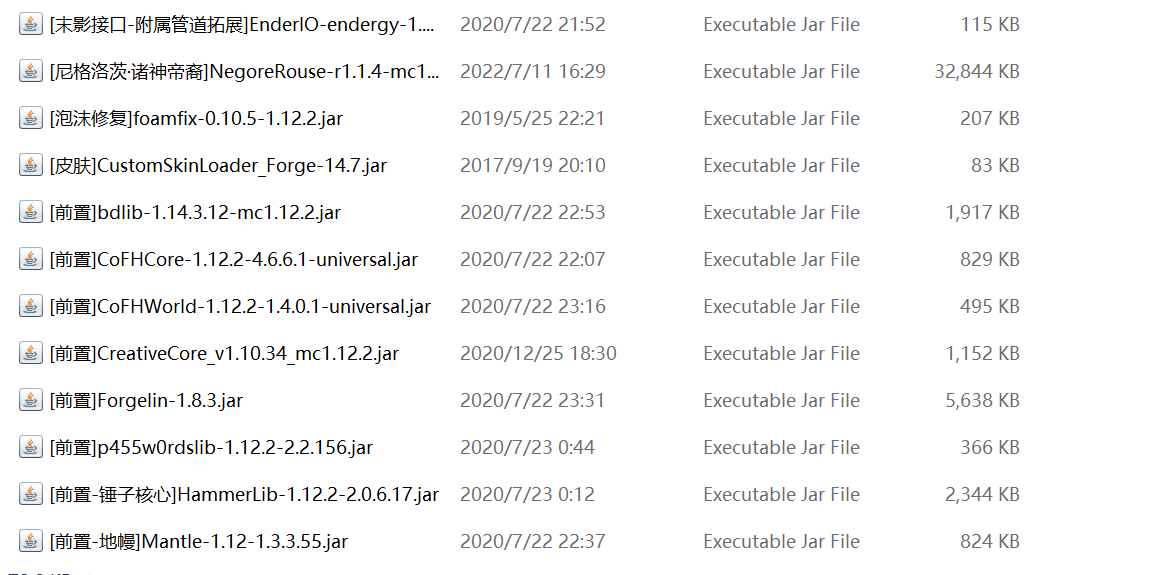 [末影接口-附属管道拓展]EnderIO-endergy-1.... 2020/7/22 21:52 Executable Jar File 115 KB
[尼格洛茨·诸神帝裔]NegoreRouse-r1.1.4-mc1... 2022/7/11 16:29 Executable Jar File 32,844 KB
[泡沫修复]foamfix-0.10.5-1.12.2.jar 2019/5/25 22:21 Executable Jar File 207 KB
[皮肤]CustomSkinLoader_Forge-14.7.jar 2017/9/19 20:10 Executable Jar File 83 KB
[前置]bdlib-1.14.3.12-mc1.12.2.jar 2020/7/22 22:53 Executable Jar File 1,917 KB
[前置]CoFHCore-1.12.2-4.6.6.1-universal.jar 2020/7/22 22:07 Executable Jar File 829 KB
[前置]CoFHWorld-1.12.2-1.4.0.1-universal.jar 2020/7/22 23:16 Executable Jar File 495 KB
[前置]CreativeCore_v1.10.34_mc1.12.2.jar 2020/12/25 18:30 Executable Jar File 1,152 KB
[前置]Forgelin-1.8.3.jar 2020/7/22 23:31 Executable Jar File 5,638 KB
[前置]p455w0rdslib-1.12.2-2.2.156.jar 2020/7/23 0:44 Executable Jar File 366 KB
[前置-锤子核心]HammerLib-1.12.2-2.0.6.17.jar 2020/7/23 0:12 Executable Jar File 2,344 KB
[前置-地幔]Mantle-1.12-1.3.3.55.jar 2020/7/22 22:37 Executable Jar File 824 KB